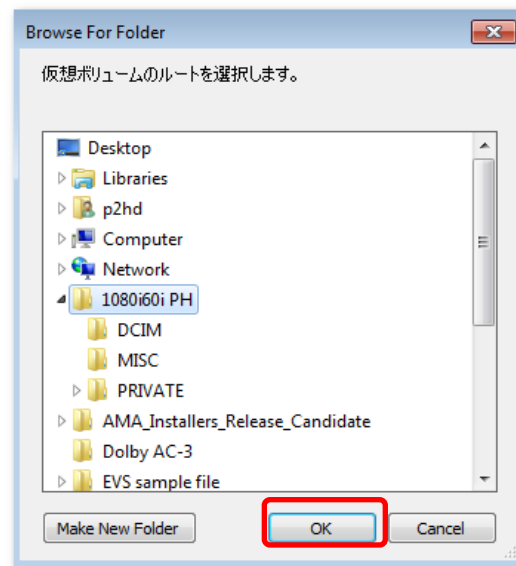 Browse For Folder
仮想ボリュームのルートを選択します。
Desktop
Libraries
p2hd
Computer
Network
1080i60i PH
DCIM
MISC
PRIVATE
AMA_Installers_Release_Candidate
Dolby AC-3
EVS sample file
Make New Folder OK Cancel